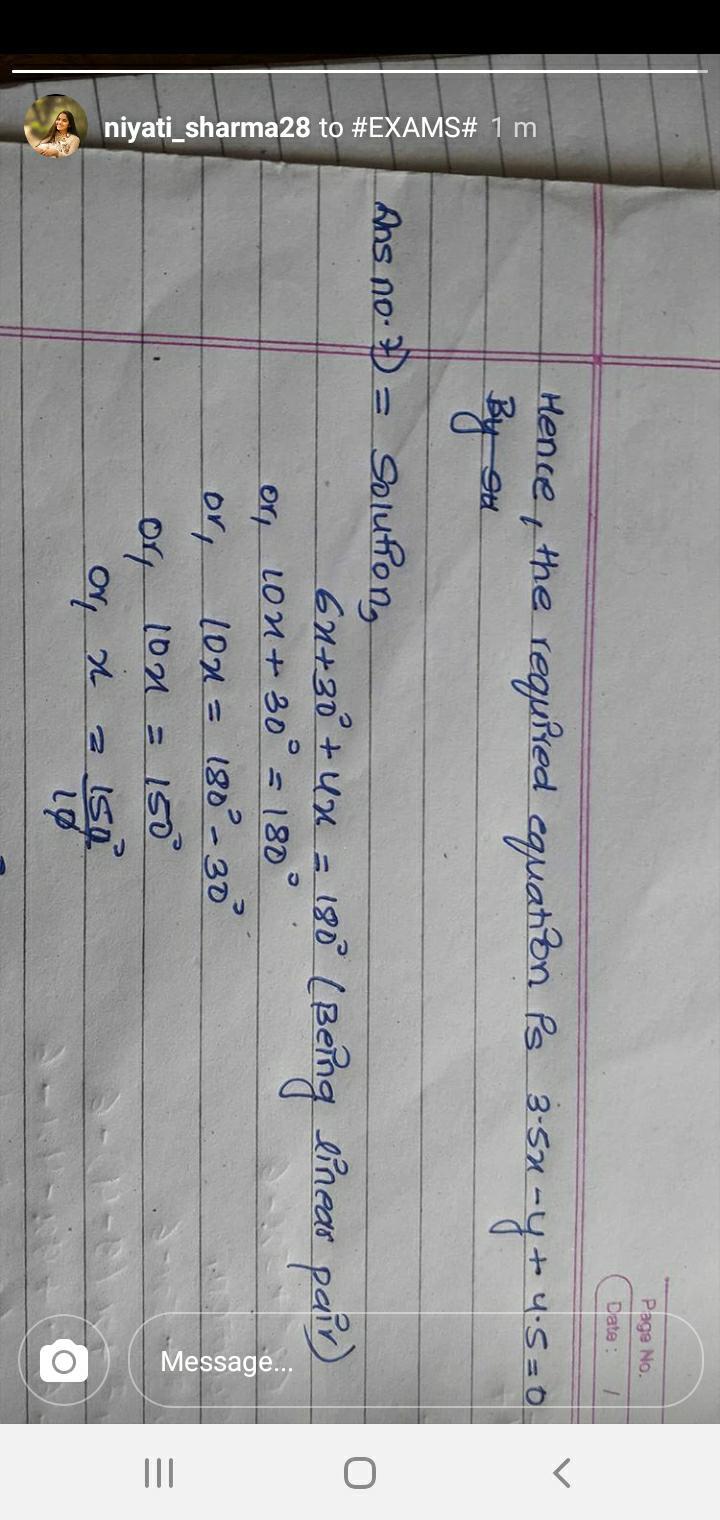 niyati_sharma28 to #EXAMS# 1 m
Page No.
Date: /
Hence, the required equation is 3.5x - y + 4.5 = 0
Ans no. 7) = Solution,
6x+30° + 4x = 180° (Being linear pair)
or, 10x + 30° = 180°
or, 10x = 180° - 30°
or, 10x = 150°
or, x = 150°/10
Message...